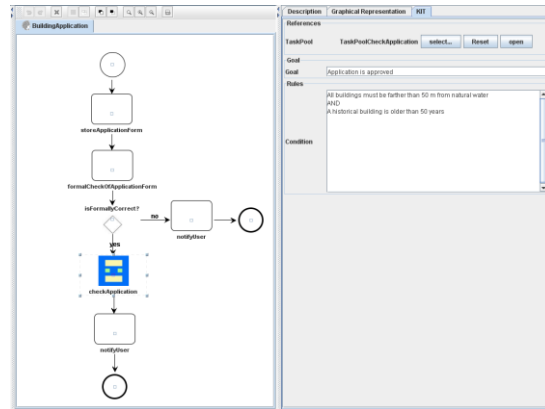 BuildingApplication
storeApplicationForm
formalCheckOfApplicationForm
isFormallyCorrect?
no
notifyUser
yes
checkApplication
notifyUser
Description Graphical Representation KIT
References
TaskPool TaskPoolCheckApplication select... Reset open
Goal
Goal Application is approved
Rules
All buildings must be farther than 50 m from natural water
AND
A historical building is older than 50 years
Condition